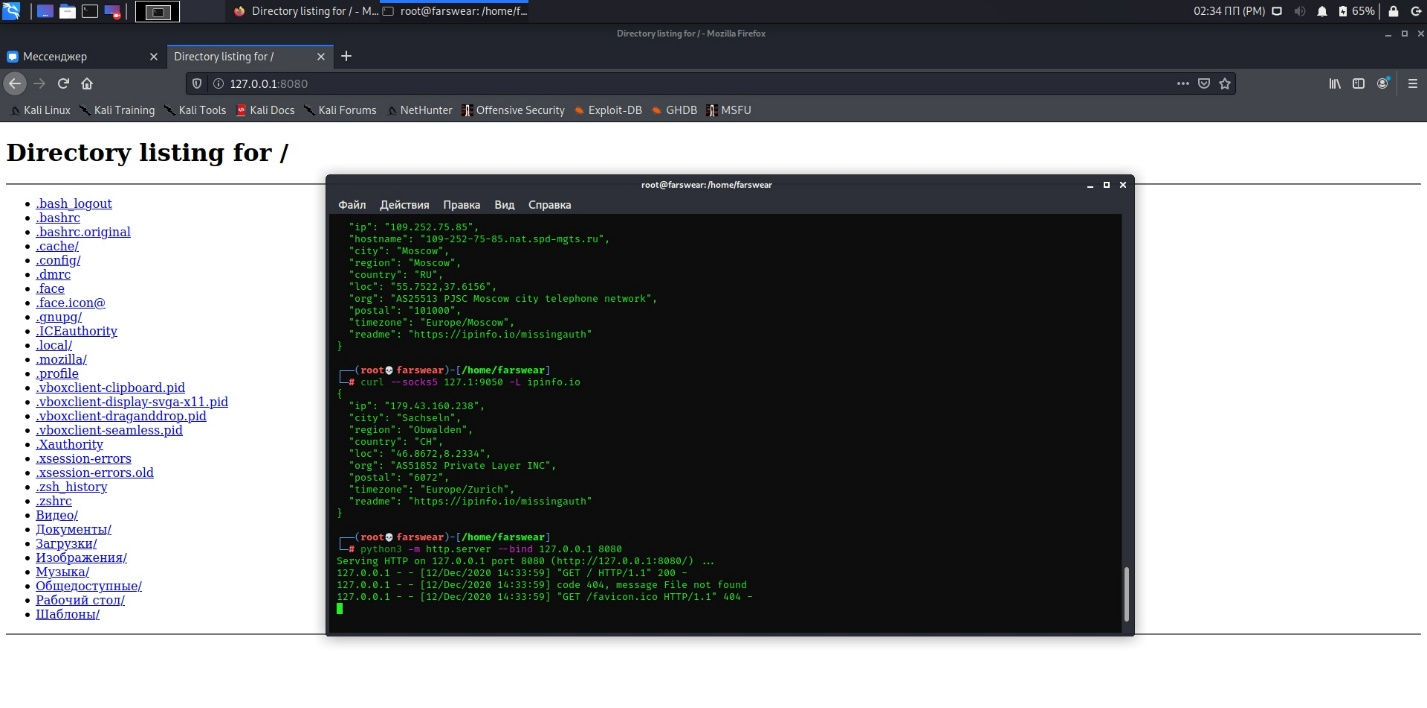 Directory listing for / - M...
root@farswear: /home/f...
02:34 ПП (PM)
65%
Directory listing for / - Mozilla Firefox
Мессенджер
Directory listing for /
127.0.0.1:8080
Kali Linux
Kali Training
Kali Tools
Kali Docs
Kali Forums
NetHunter
Offensive Security
Exploit-DB
GHDB
MSFU
Directory listing for /
.bash_logout
.bashrc
.bashrc.original
.cache/
.config/
.dmrc
.face
.face.icon@
.gnupg/
.ICEauthority
.local/
.mozilla/
.profile
.vboxclient-clipboard.pid
.vboxclient-display-svga-x11.pid
.vboxclient-draganddrop.pid
.vboxclient-seamless.pid
.Xauthority
.xsession-errors
.xsession-errors.old
.zsh_history
.zshrc
Видео/
Документы/
Загрузки/
Изображения/
Музыка/
Общедоступные/
Рабочий стол/
Шаблоны/
root@farswear: /home/farswear
Файл Действия Правка Вид Справка
"ip": "109.252.75.85",
"hostname": "109-252-75-85.nat.spd-mgts.ru",
"city": "Moscow",
"region": "Moscow",
"country": "RU",
"loc": "55.7522,37.6156",
"org": "AS25513 PJSC Moscow city telephone network",
"postal": "101000",
"timezone": "Europe/Moscow",
"readme": "https://ipinfo.io/missingauth"
}
┌──(root💀farswear)-[/home/farswear]
└─# curl --socks5 127.1:9050 -L ipinfo.io
{
"ip": "179.43.160.238",
"city": "Sachseln",
"region": "Obwalden",
"country": "CH",
"loc": "46.8672,8.2334",
"org": "AS51852 Private Layer INC",
"postal": "6072",
"timezone": "Europe/Zurich",
"readme": "https://ipinfo.io/missingauth"
}
┌──(root💀farswear)-[/home/farswear]
└─# python3 -m http.server --bind 127.0.0.1 8080
Serving HTTP on 127.0.0.1 port 8080 (http://127.0.0.1:8080/) ...
127.0.0.1 - - [12/Dec/2020 14:33:59] "GET / HTTP/1.1" 200 -
127.0.0.1 - - [12/Dec/2020 14:33:59] code 404, message File not found
127.0.0.1 - - [12/Dec/2020 14:33:59] "GET /favicon.ico HTTP/1.1" 404 -